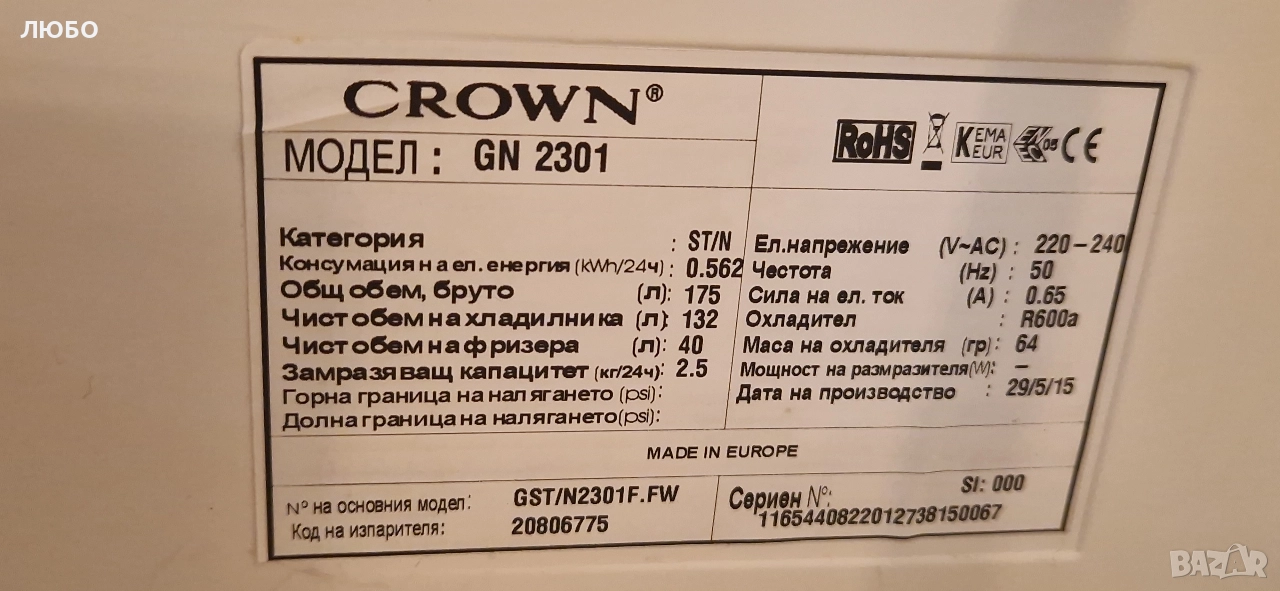 ЛЮБО
CROWN®
МОДЕЛ : GN 2301
RoHS KEMA EUR 05 CE
Категория : ST/N
Консумация на ел. енергия (kWh/24ч) : 0.562
Общ обем, бруто (л): 175
Чист обем на хладилника (л): 132
Чист обем на фризера (л): 40
Замразяващ капацитет (кг/24ч): 2.5
Горна граница на налягането (psi):
Долна граница на налягането(psi):
Ел.напрежение (V~AC) : 220-240
Честота (Hz) : 50
Сила на ел. ток (A) : 0.65
Охладител : R600a
Маса на охладителя (гр): 64
Мощност на размразителя(W): –
Дата на производство : 29/5/15
MADE IN EUROPE
N° на основния модел: GST/N2301F.FW
Код на изпарителя: 20806775
Сериен N°: SI: 000
1165440822012738150067
BAZAR